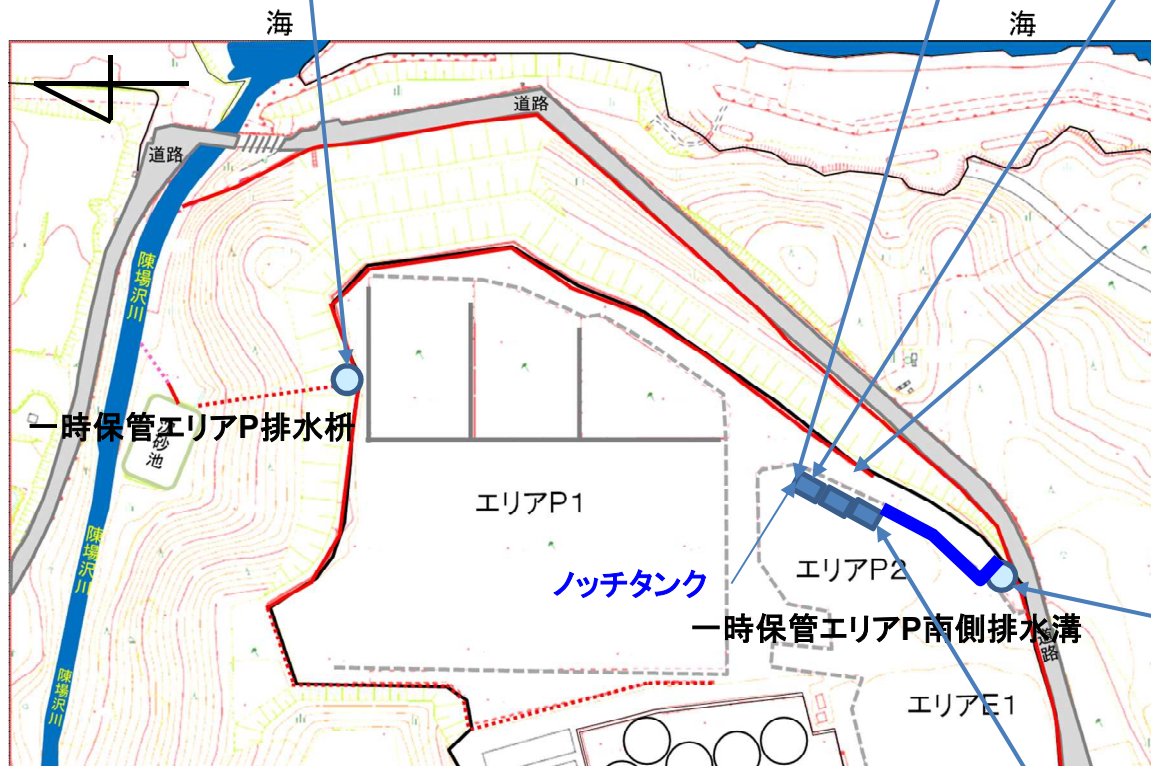 海
海
道路
道路
陳場沢川
一時保管エリアP排水枡
砂池
エリアP1
陳場沢川
ノッチタンク
エリアP2
一時保管エリアP南側排水溝
道路
陳場沢川
エリアE1